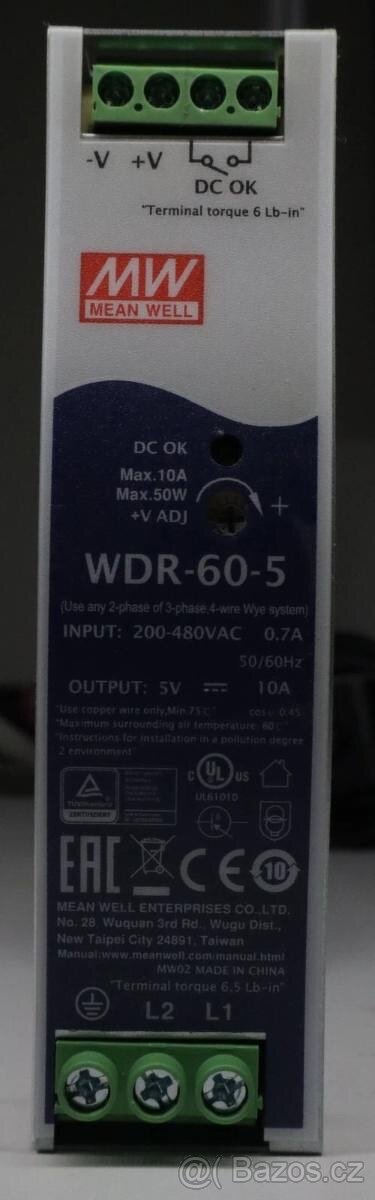 -V +V
DC OK
"Terminal torque 6 Lb-in"
MW
MEAN WELL
DC OK
Max.10A
Max.50W
+V ADJ
+
WDR-60-5
(Use any 2-phase of 3-phase,4-wire Wye system)
INPUT: 200-480VAC 0.7A
50/60Hz
OUTPUT: 5V 10A
"Use copper wire only,Min.75℃"
"Maximum surrounding air temperature: 60℃"
"Instructions for installation in a pollution degree
2 environment"
TÜVRheinland
ZERTIFIZIERT
c UL US
UL61010
EAC CE 10
MEAN WELL ENTERPRISES CO.,LTD.
No. 28, Wuquan 3rd Rd., Wugu Dist.,
New Taipei City 24891, Taiwan
Manual:www.meanwell.com/manual.html
MW02 MADE IN CHINA
"Terminal torque 6.5 Lb-in"
L2 L1
@( Bazos.cz